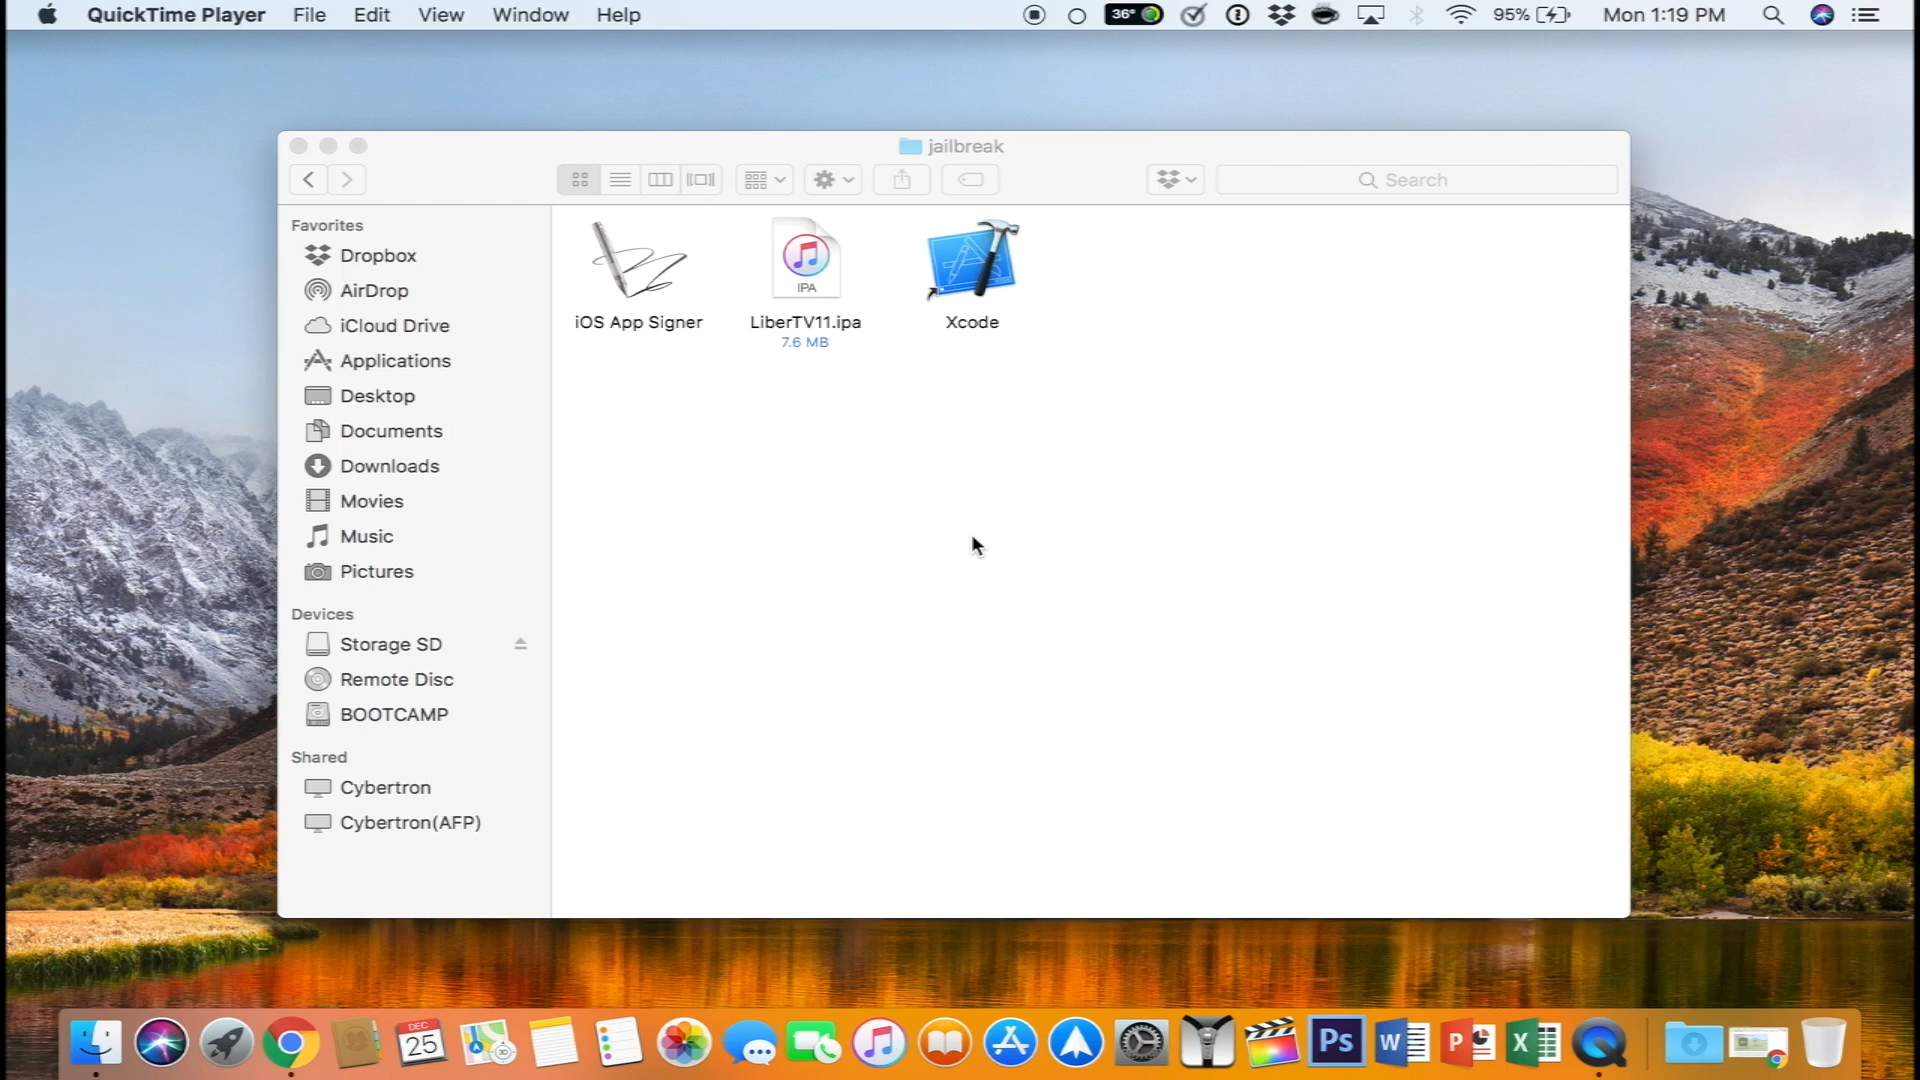 QuickTime Player File Edit View Window Help 36° 95% Mon 1:19 PM
jailbreak
Search
Favorites
Dropbox
AirDrop
iCloud Drive
Applications
Desktop
Documents
Downloads
Movies
Music
Pictures
Devices
Storage SD
Remote Disc
BOOTCAMP
Shared
Cybertron
Cybertron(AFP)
IPA
iOS App Signer LiberTV11.ipa Xcode
7.6 MB
DEC
25
Ps W P X